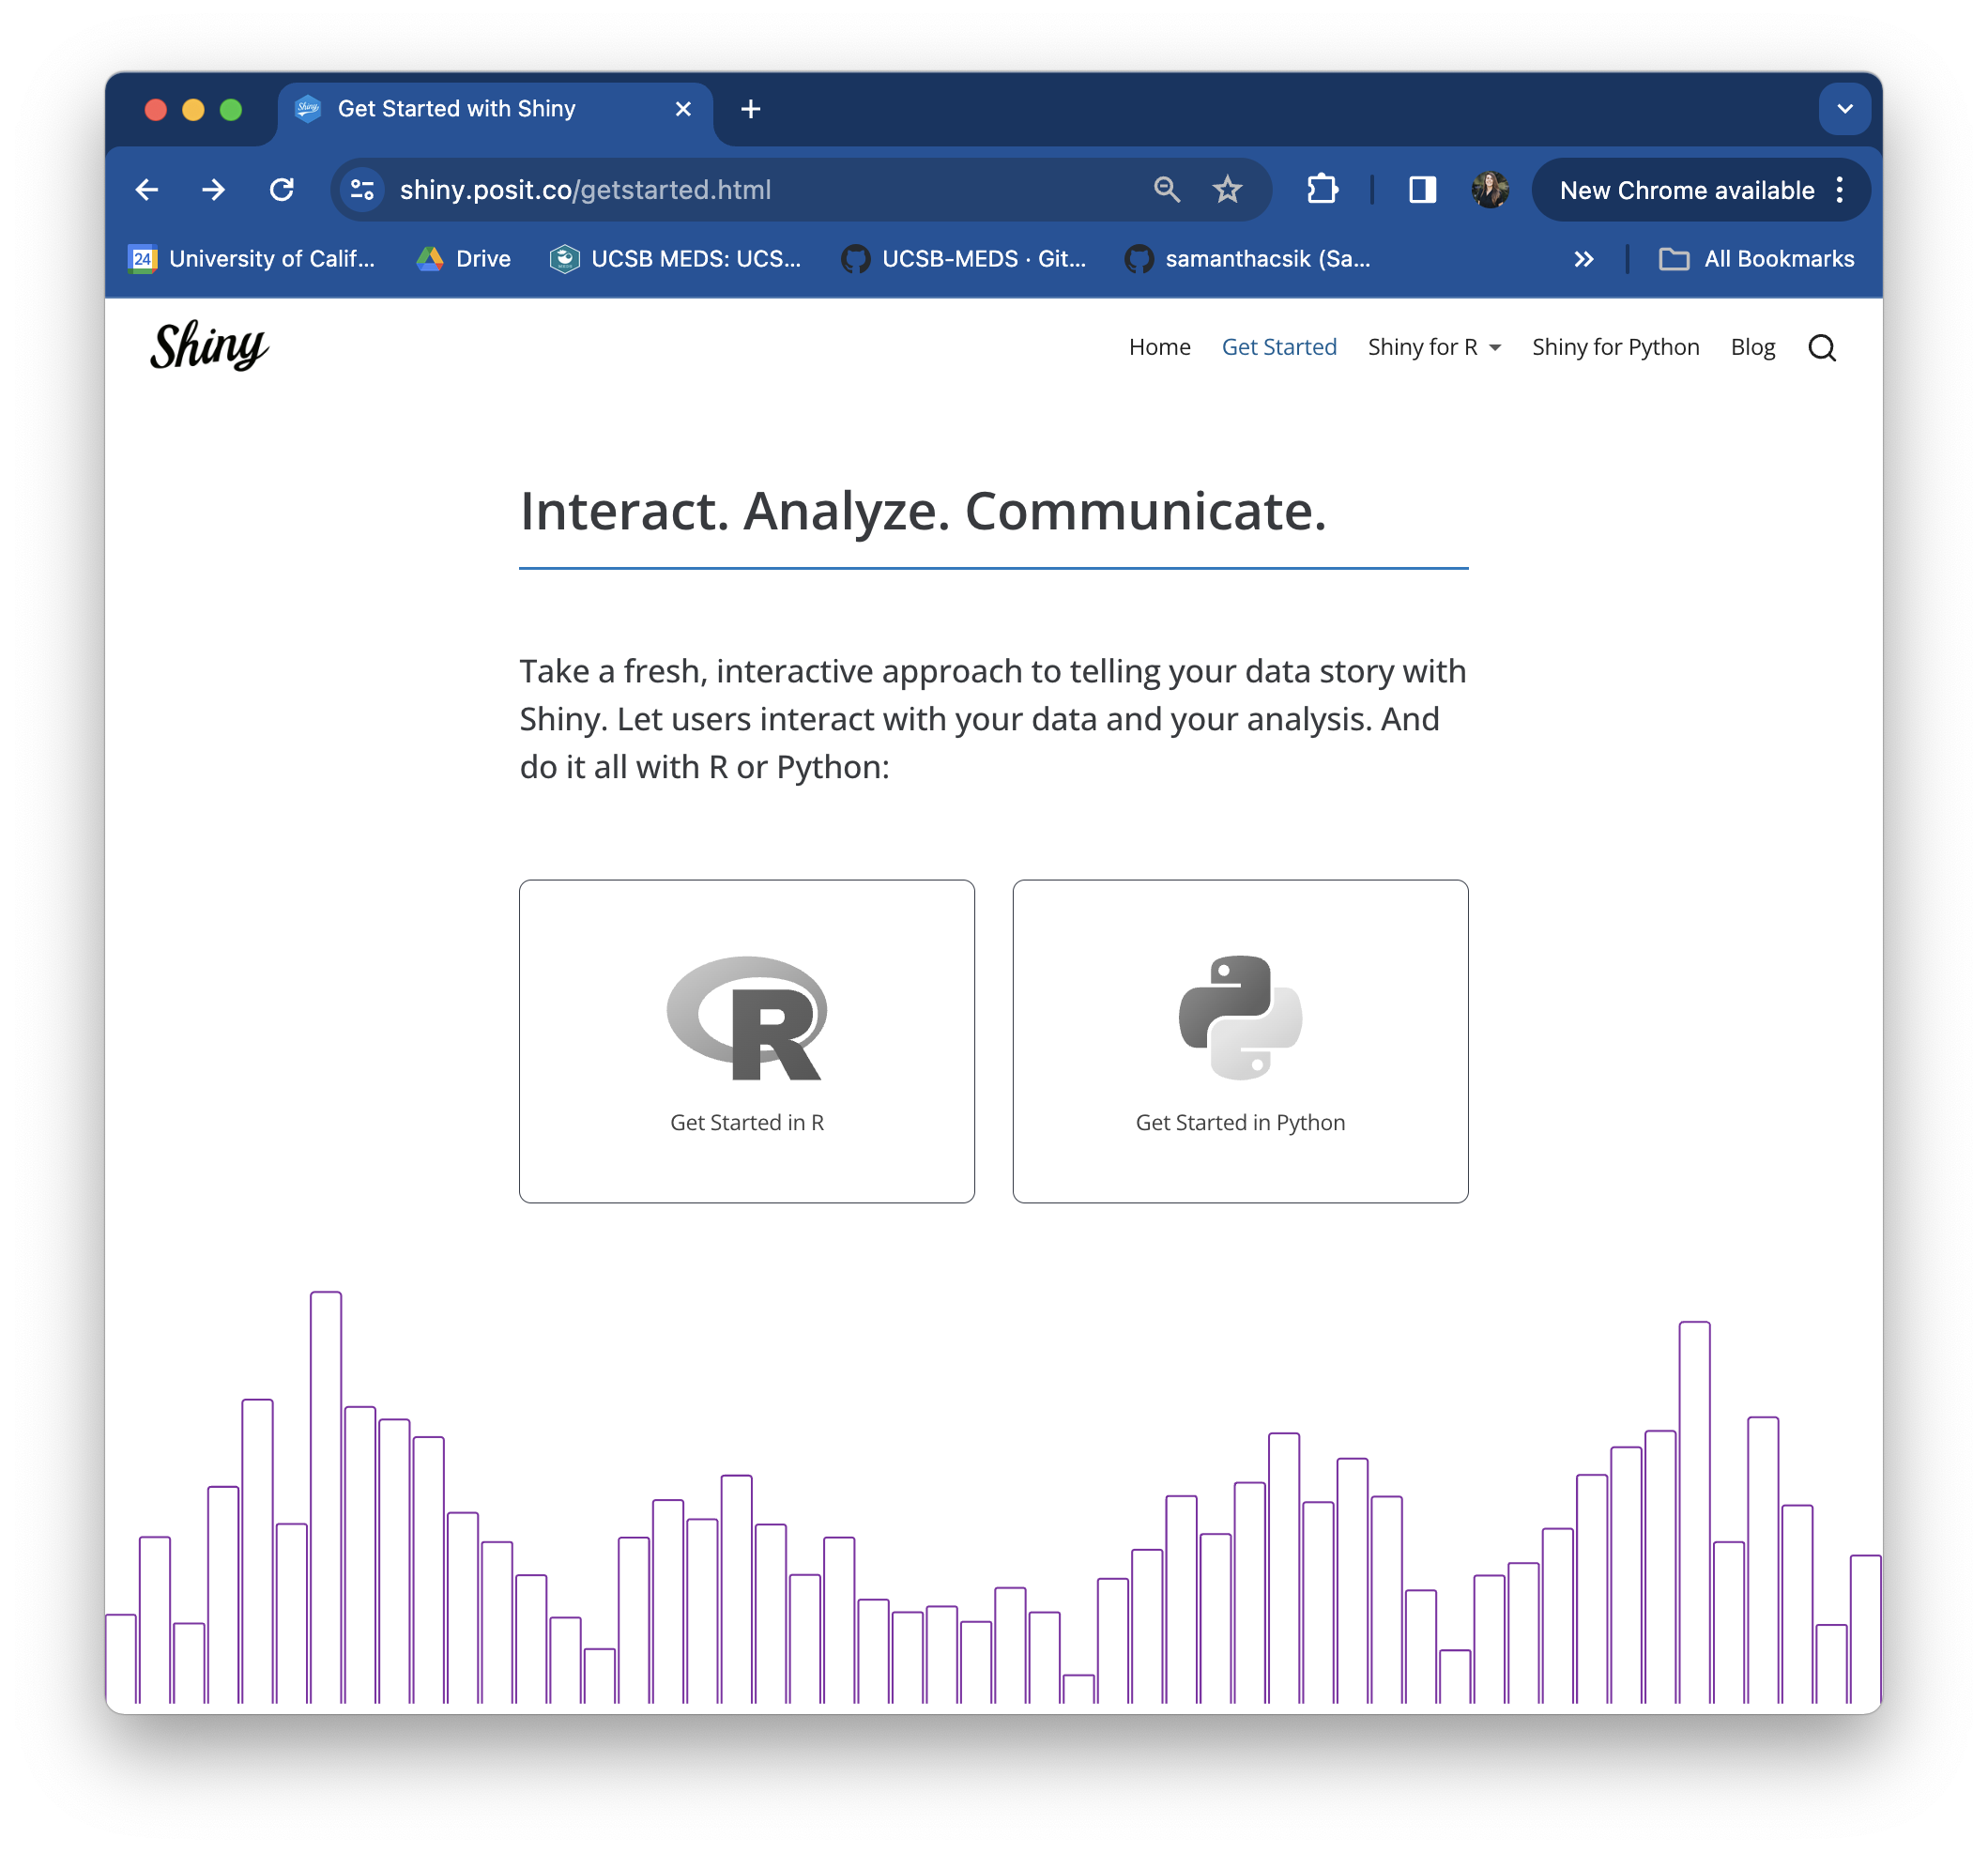 Shiny
Get Started with Shiny
shiny.posit.co/getstarted.html
New Chrome available
24
University of Calif...
Drive
UCSB MEDS: UCS...
UCSB-MEDS · Git...
samanthacsik (Sa...
All Bookmarks
Shiny
Home
Get Started
Shiny for R
Shiny for Python
Blog
Interact. Analyze. Communicate.
Take a fresh, interactive approach to telling your data story with
Shiny. Let users interact with your data and your analysis. And
do it all with R or Python:
R
Get Started in R
Get Started in Python